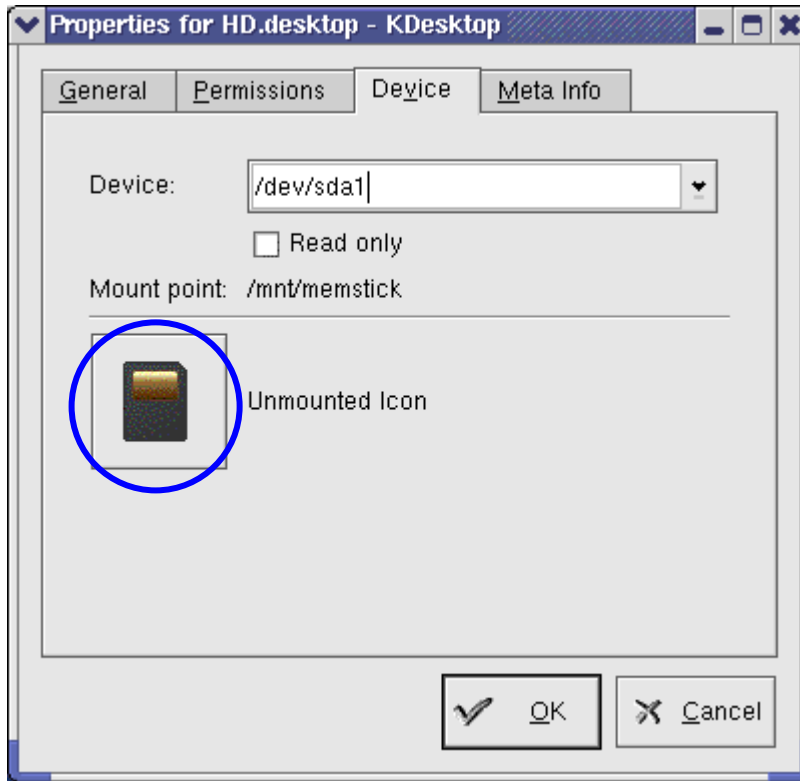 Properties for HD.desktop - KDesktop
General Permissions Device Meta Info
Device: /dev/sda1
Read only
Mount point: /mnt/memstick
Unmounted Icon
OK Cancel